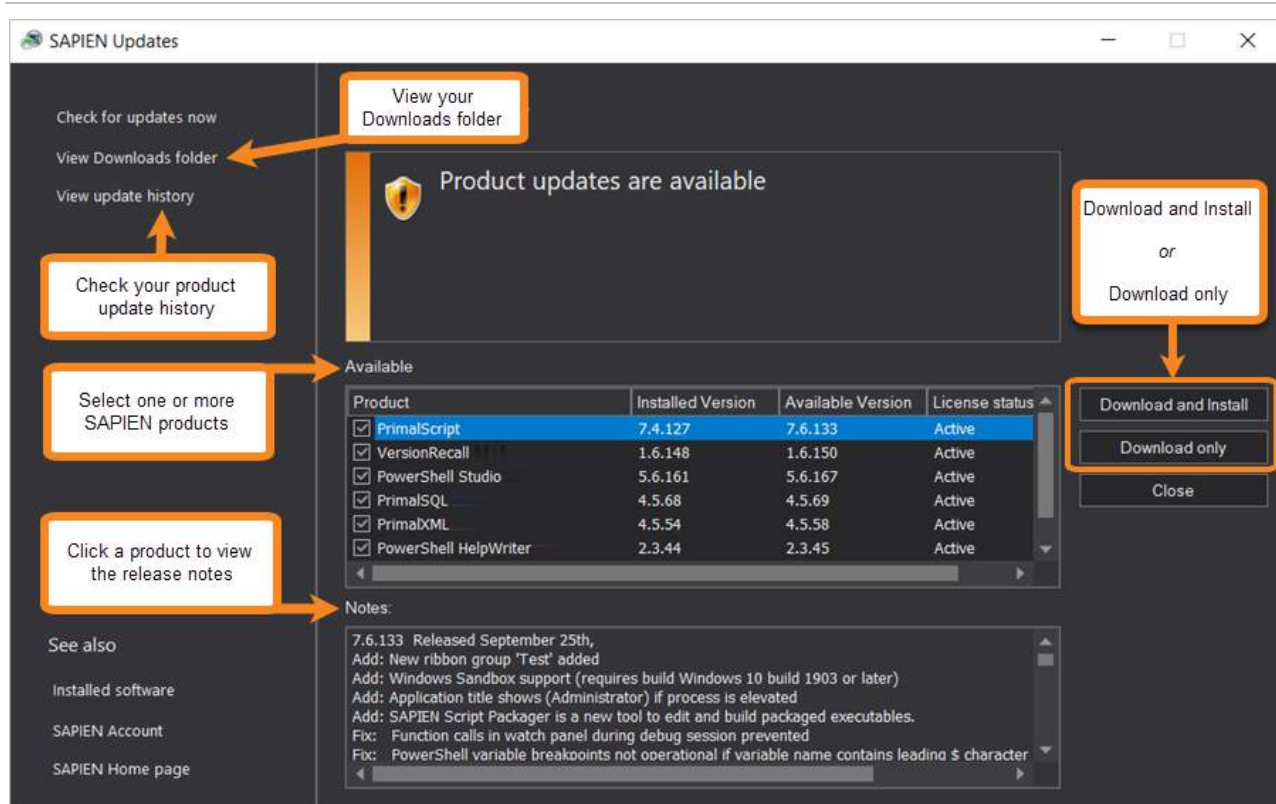 SAPIEN Updates
Check for updates now
View Downloads folder
View update history
View your
Downloads folder
Product updates are available
Download and Install
or
Download only
Check your product
update history
Select one or more
SAPIEN products
Available
Product Installed Version Available Version License status
PrimalScript 7.4.127 7.6.133 Active
VersionRecall 1.6.148 1.6.150 Active
PowerShell Studio 5.6.161 5.6.167 Active
PrimalSQL 4.5.68 4.5.69 Active
PrimalXML 4.5.54 4.5.58 Active
PowerShell HelpWriter 2.3.44 2.3.45 Active
Download and Install
Download only
Close
Click a product to view
the release notes
Notes:
7.6.133 Released September 25th,
Add: New ribbon group 'Test' added
Add: Windows Sandbox support (requires build Windows 10 build 1903 or later)
Add: Application title shows (Administrator) if process is elevated
Add: SAPIEN Script Packager is a new tool to edit and build packaged executables.
Fix: Function calls in watch panel during debug session prevented
Fix: PowerShell variable breakpoints not operational if variable name contains leading $ character
See also
Installed software
SAPIEN Account
SAPIEN Home page